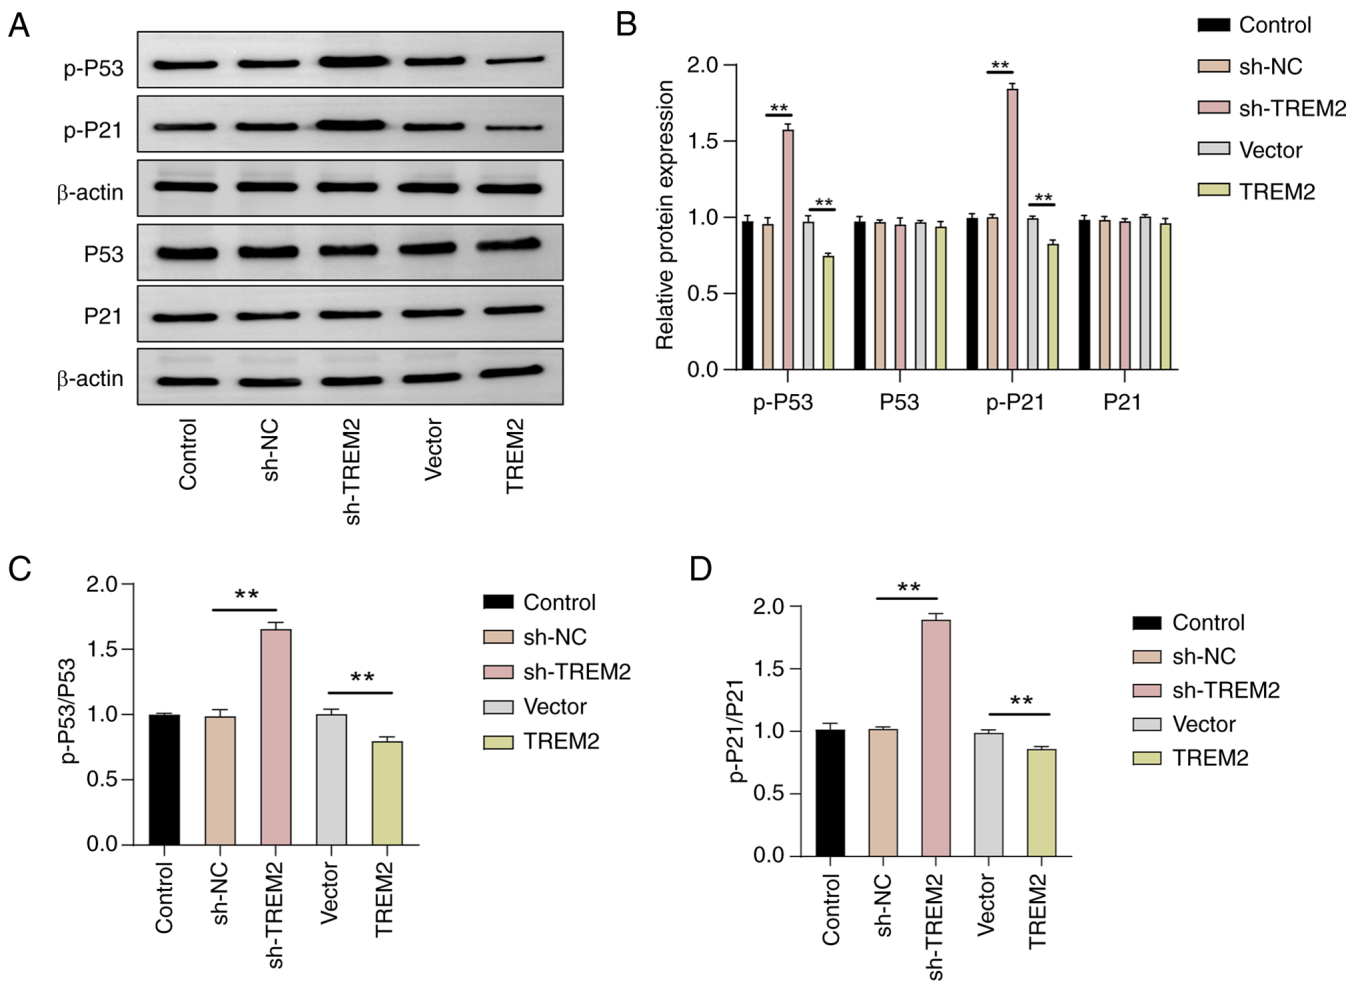 A
p-P53
p-P21
β-actin
P53
P21
β-actin
Control
sh-NC
sh-TREM2
Vector
TREM2
B
Relative protein expression
2.0
1.5
1.0
0.5
0.0
**
**
**
**
p-P53
P53
p-P21
P21
Control
sh-NC
sh-TREM2
Vector
TREM2
C
p-P53/P53
2.0
1.5
1.0
0.5
0.0
**
**
Control
sh-NC
sh-TREM2
Vector
TREM2
Control
sh-NC
sh-TREM2
Vector
TREM2
D
p-P21/P21
2.0
1.5
1.0
0.5
0.0
**
**
Control
sh-NC
sh-TREM2
Vector
TREM2
Control
sh-NC
sh-TREM2
Vector
TREM2